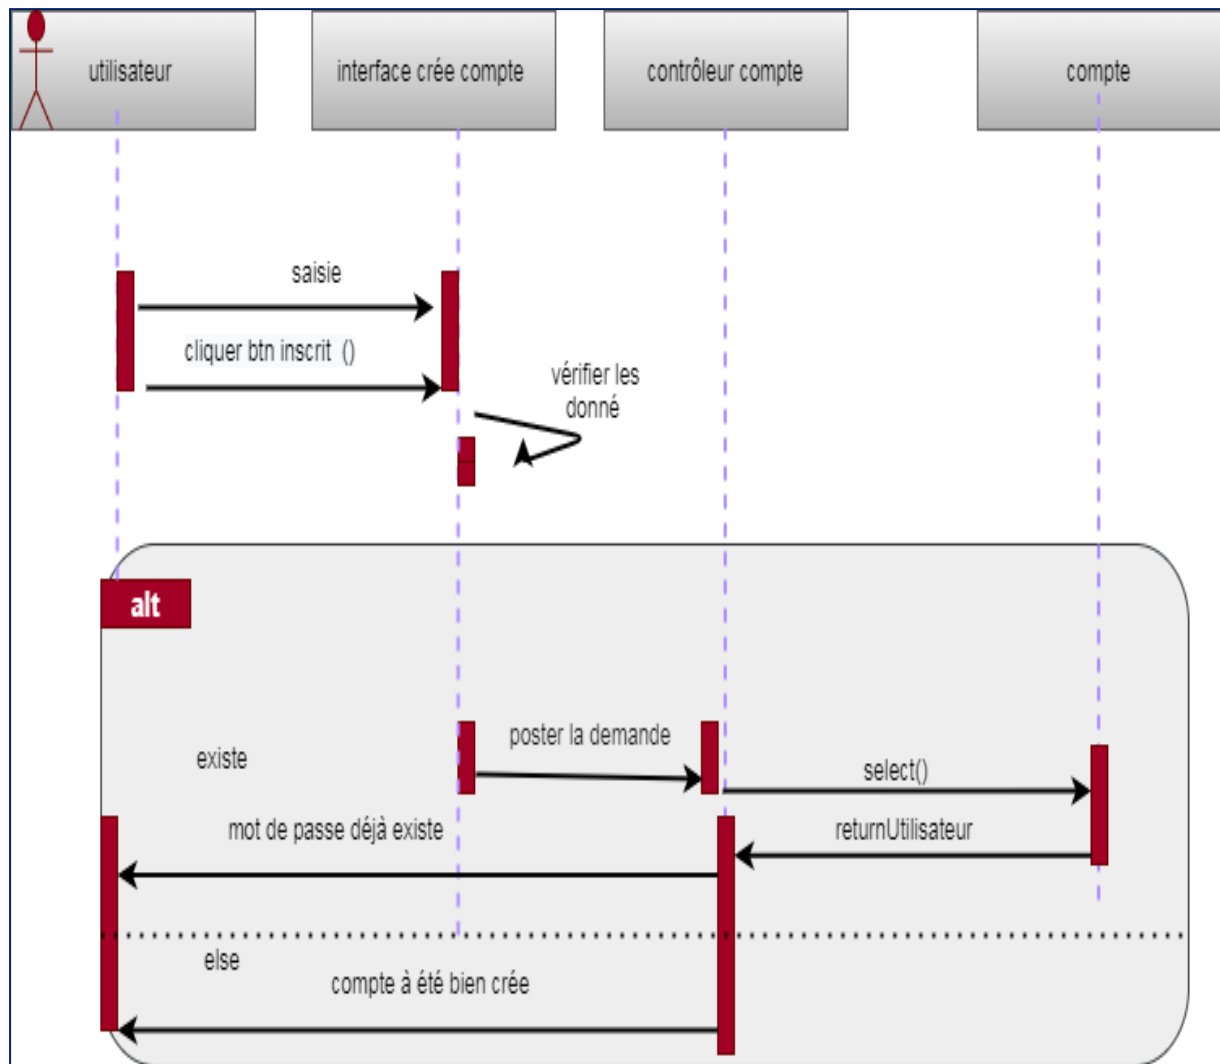 utilisateur
interface crée compte
contrôleur compte
compte
saisie
cliquer btn inscrit ()
vérifier les
donné
alt
poster la demande
existe
select()
mot de passe déjà existe
returnUtilisateur
else
compte à été bien crée